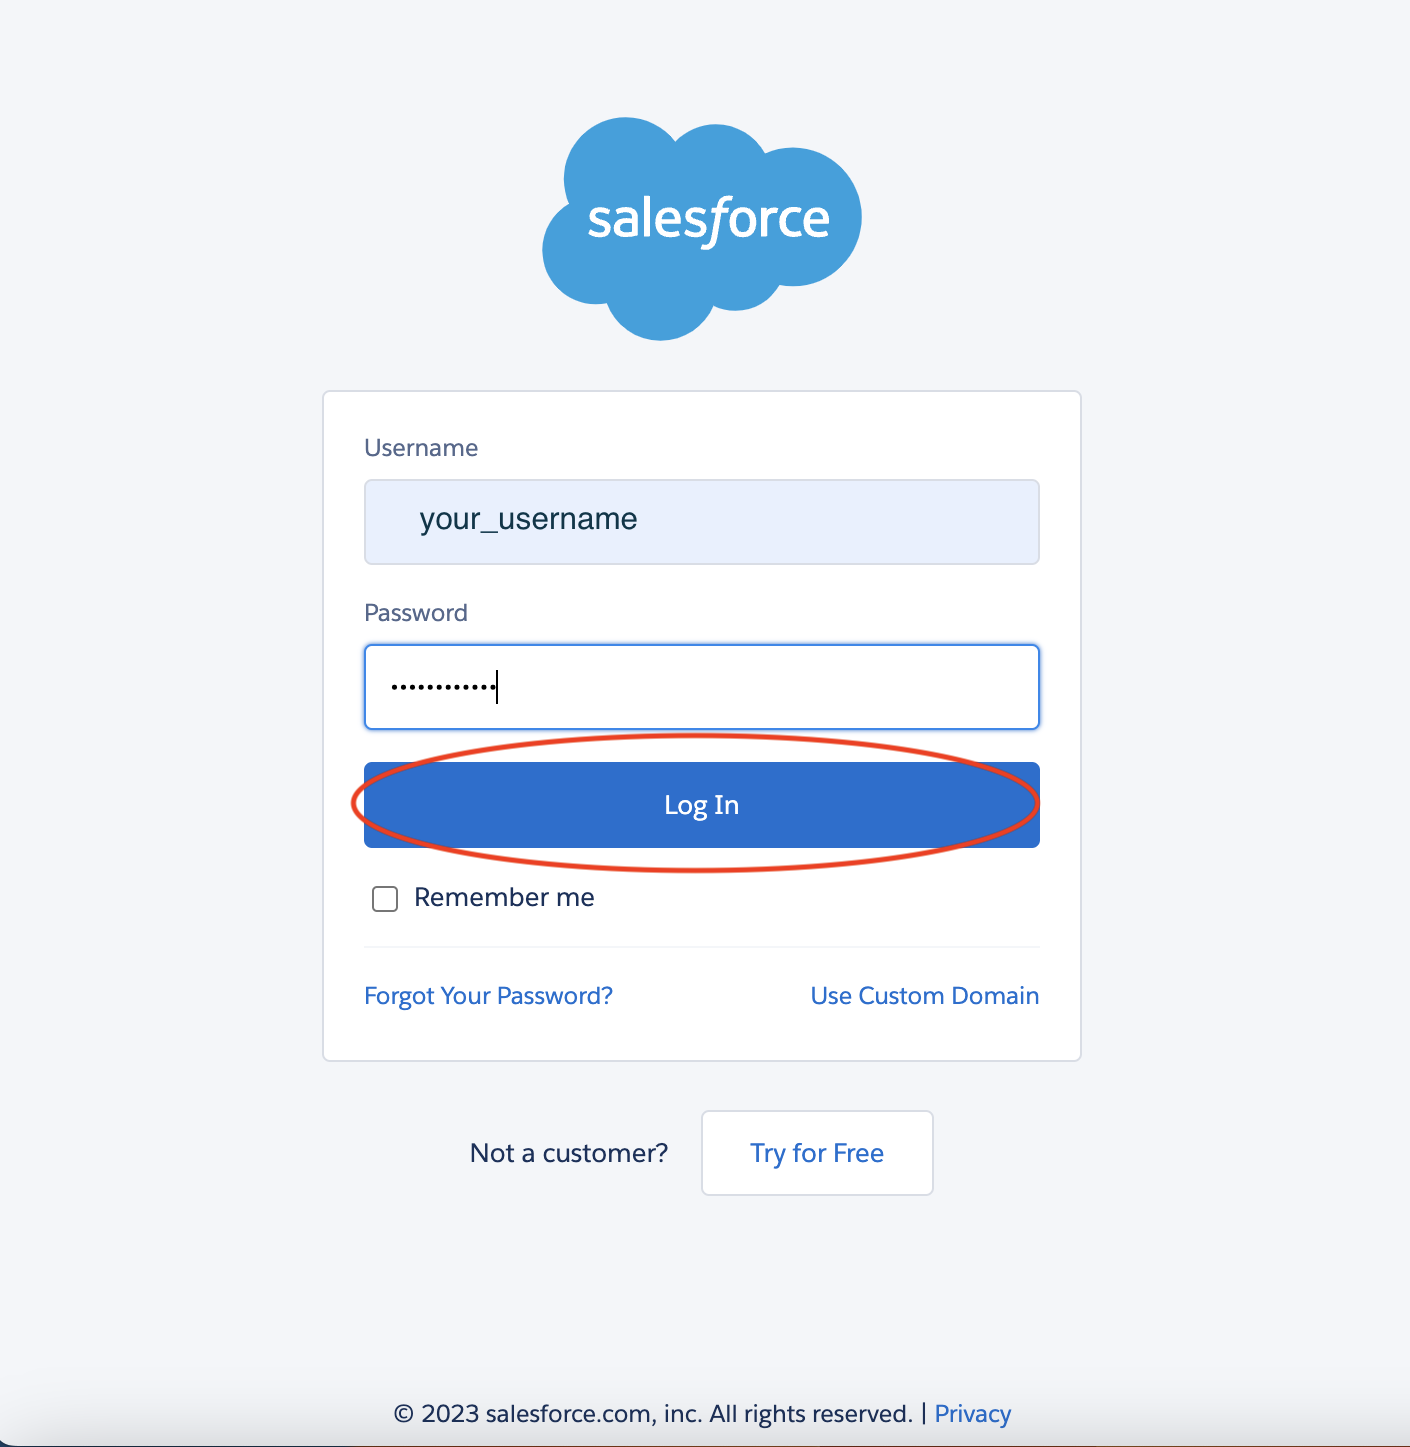 salesforce
Username
your_username
Password
••••••••••••
Log In
Remember me
Forgot Your Password? Use Custom Domain
Not a customer? Try for Free
© 2023 salesforce.com, inc. All rights reserved. | Privacy